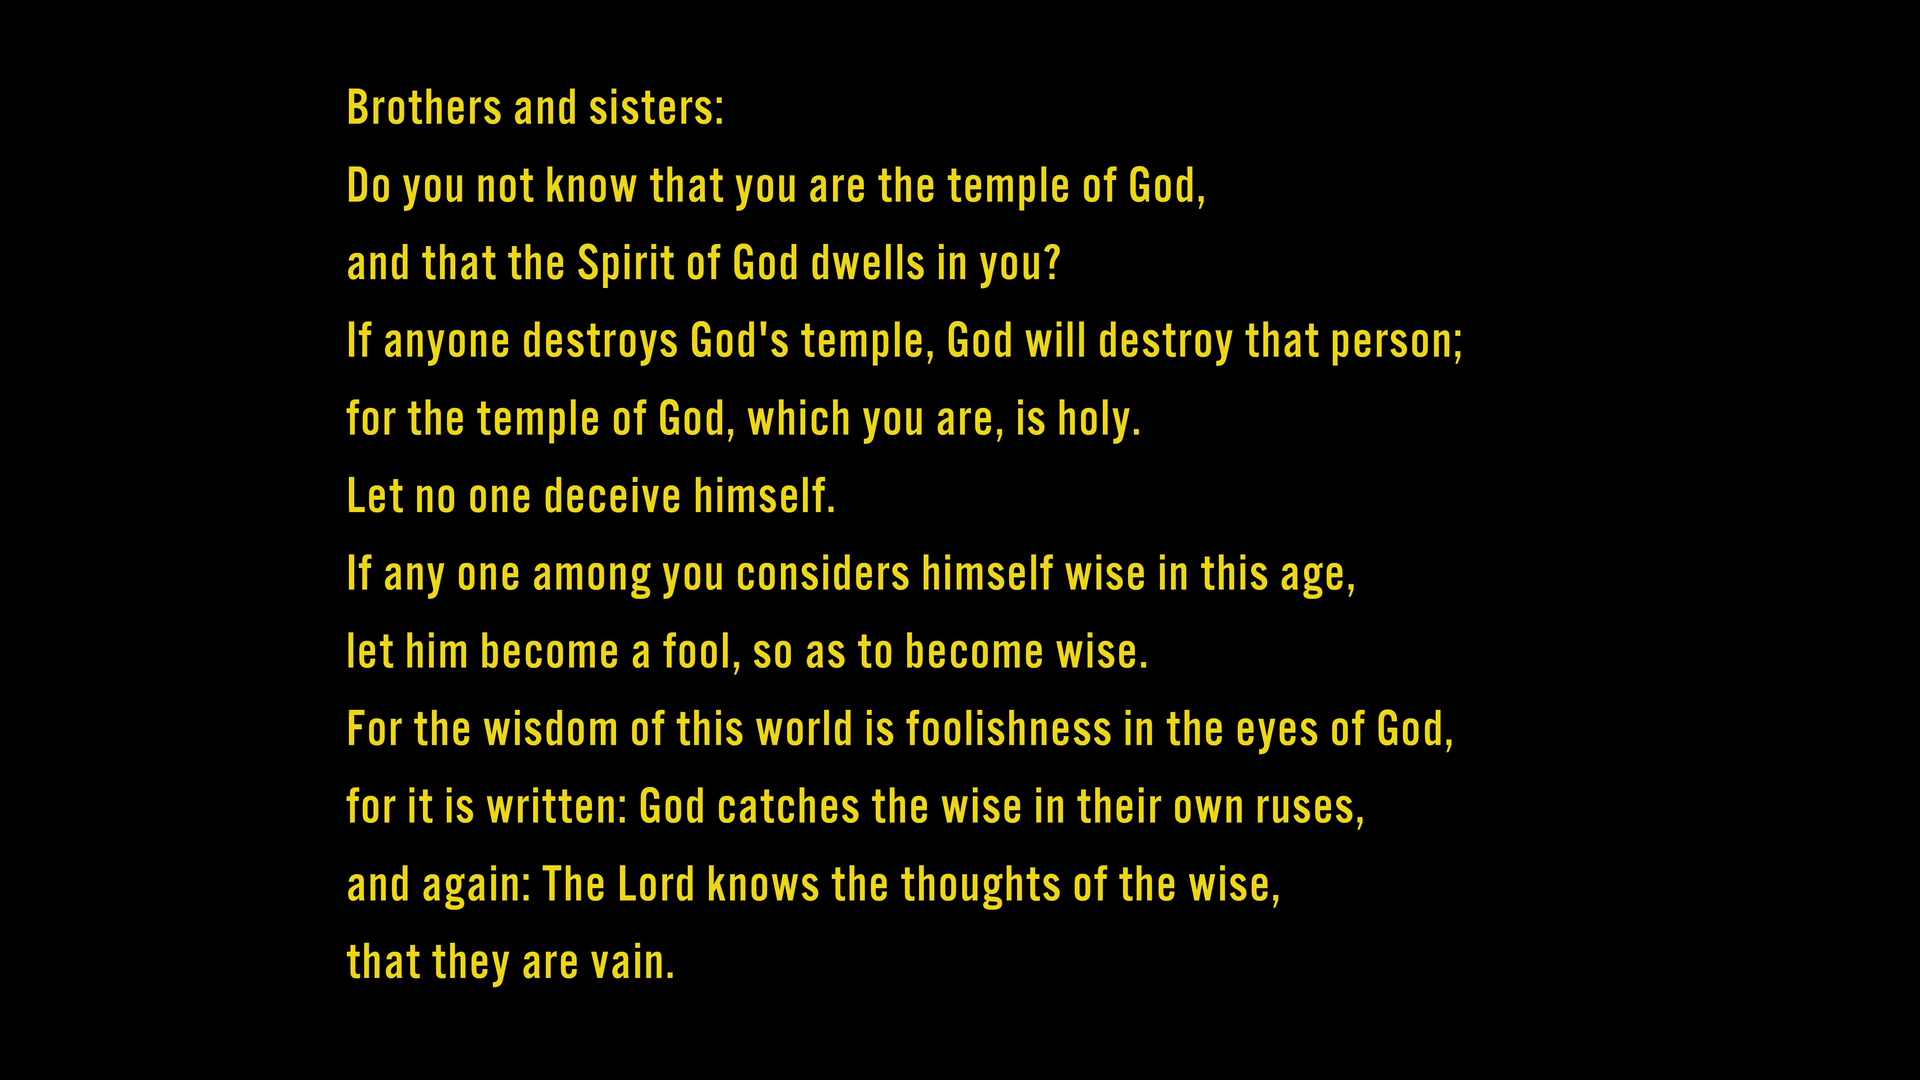 Brothers and sisters:
Do you not know that you are the temple of God,
and that the Spirit of God dwells in you?
If anyone destroys God's temple, God will destroy that person;
for the temple of God, which you are, is holy.
Let no one deceive himself.
If any one among you considers himself wise in this age,
let him become a fool, so as to become wise.
For the wisdom of this world is foolishness in the eyes of God,
for it is written: God catches the wise in their own ruses,
and again: The Lord knows the thoughts of the wise,
that they are vain.